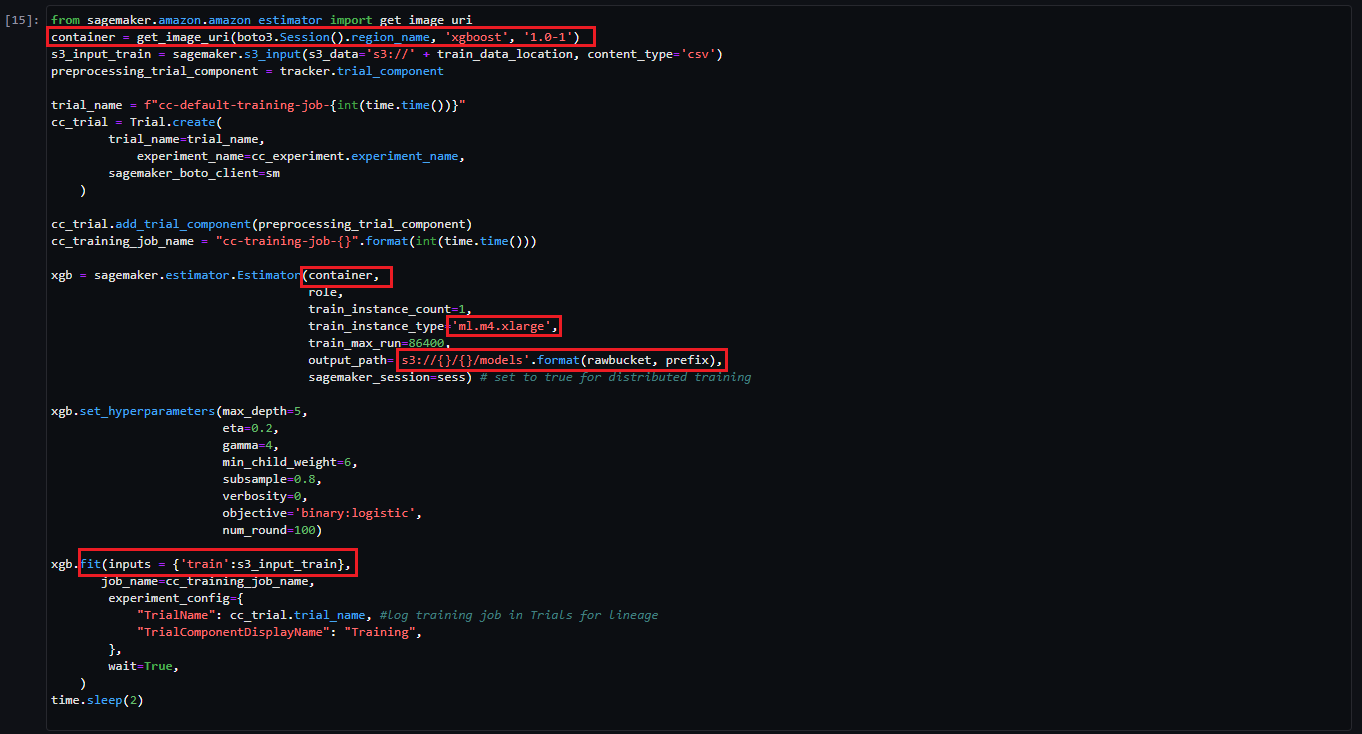 [15]: from sagemaker.amazon.amazon_estimator import get_image_uri
container = get_image_uri(boto3.Session().region_name, 'xgboost', '1.0-1')
s3_input_train = sagemaker.s3_input(s3_data='s3://' + train_data_location, content_type='csv')
preprocessing_trial_component = tracker.trial_component
trial_name = f"cc-default-training-job-{int(time.time())}"
cc_trial = Trial.create(
trial_name=trial_name,
experiment_name=cc_experiment.experiment_name,
sagemaker_boto_client=sm
)
cc_trial.add_trial_component(preprocessing_trial_component)
cc_training_job_name = "cc-training-job-{}".format(int(time.time()))
xgb = sagemaker.estimator.Estimator(container,
role,
train_instance_count=1,
train_instance_type='ml.m4.xlarge',
train_max_run=86400,
output_path='s3://{}/{}/models'.format(rawbucket, prefix),
sagemaker_session=sess) # set to true for distributed training
xgb.set_hyperparameters(max_depth=5,
eta=0.2,
gamma=4,
min_child_weight=6,
subsample=0.8,
verbosity=0,
objective='binary:logistic',
num_round=100)
xgb.fit(inputs = {'train':s3_input_train},
job_name=cc_training_job_name,
experiment_config={
"TrialName": cc_trial.trial_name, #log training job in Trials for lineage
"TrialComponentDisplayName": "Training",
},
wait=True,
)
time.sleep(2)